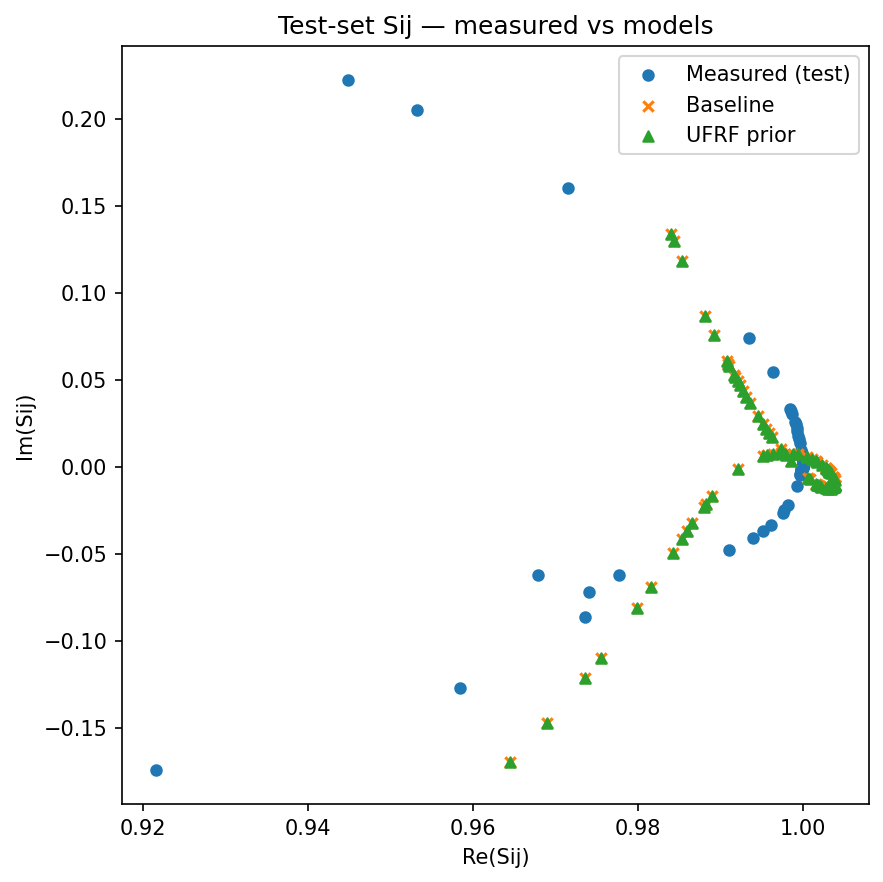 Test-set Sij — measured vs models
Measured (test)
Baseline
UFRF prior
Im(Sij)
0.20
0.15
0.10
0.05
0.00
−0.05
−0.10
−0.15
0.92
0.94
0.96
0.98
1.00
Re(Sij)